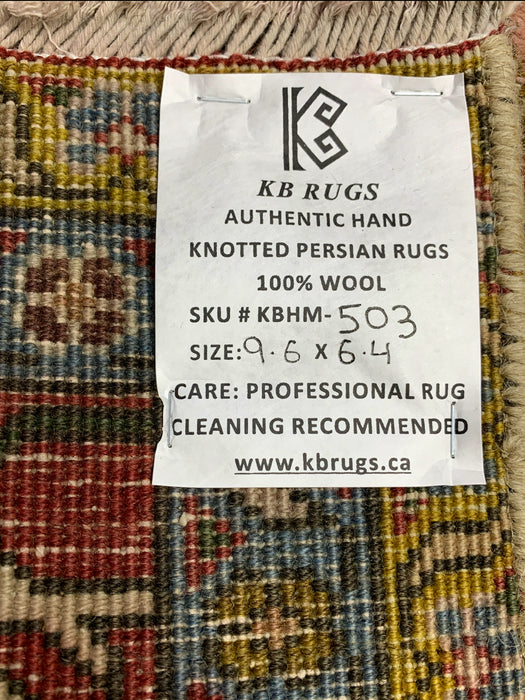 KB
KB RUGS
AUTHENTIC HAND
KNOTTED PERSIAN RUGS
100% WOOL
SKU # KBHM-503
SIZE:9.6 x 6.4
CARE: PROFESSIONAL RUG
CLEANING RECOMMENDED
www.kbrugs.ca